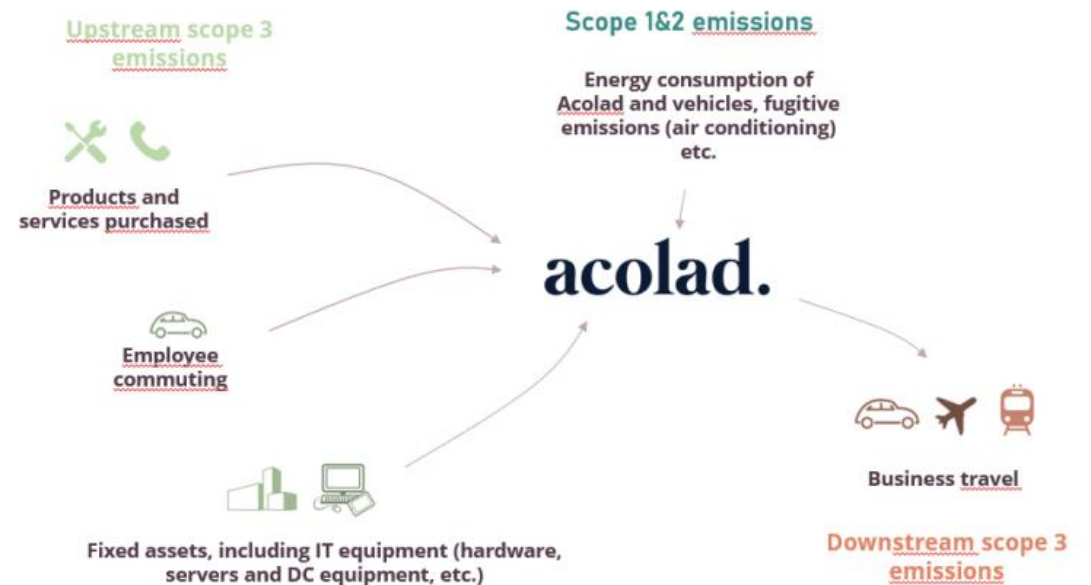 Upstream scope 3
emissions
Scope 1&2 emissions
Energy consumption of
Acolad and vehicles, fugitive
emissions (air conditioning)
etc.
Products and
services purchased
acolad.
Employee
commuting
Business travel
Fixed assets, including IT equipment (hardware,
servers and DC equipment, etc.)
Downstream scope 3
emissions